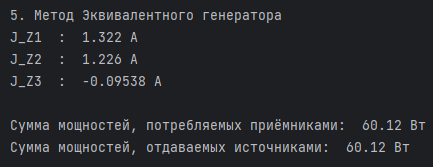 5. Метод Эквивалентного генератора
J_Z1  :  1.322 А
J_Z2  :  1.226 А
J_Z3  :  -0.09538 А
Сумма мощностей, потребляемых приёмниками:  60.12 Вт
Сумма мощностей, отдаваемых источниками:  60.12 Вт